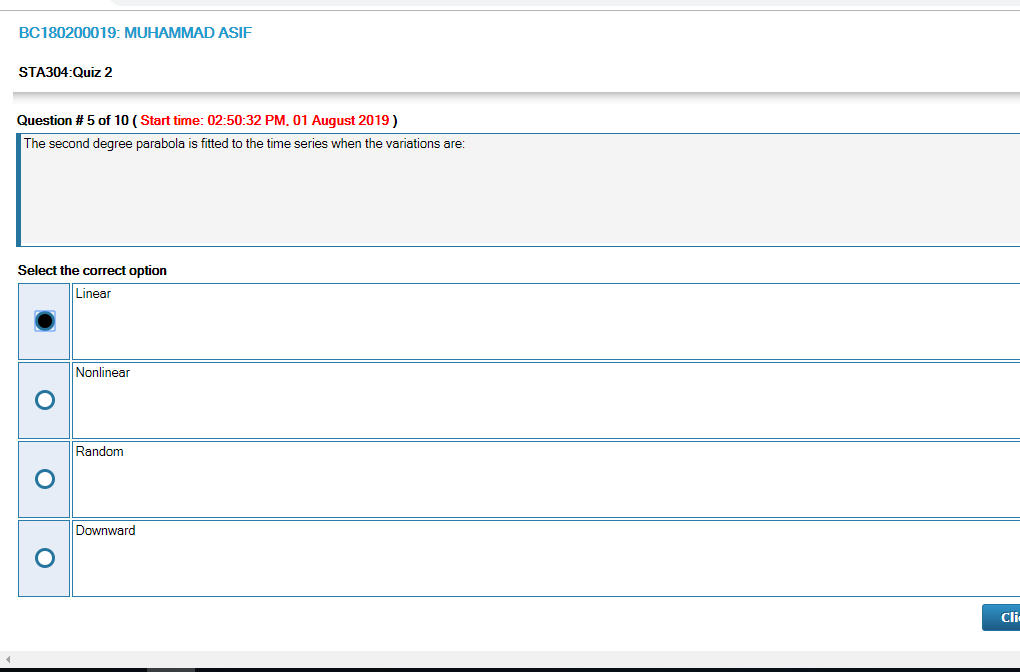 BC180200019: MUHAMMAD ASIF
STA304:Quiz 2
Question # 5 of 10 ( Start time: 02:50:32 PM, 01 August 2019 )
The second degree parabola is fitted to the time series when the variations are:
Select the correct option
Linear
Nonlinear
Random
Downward